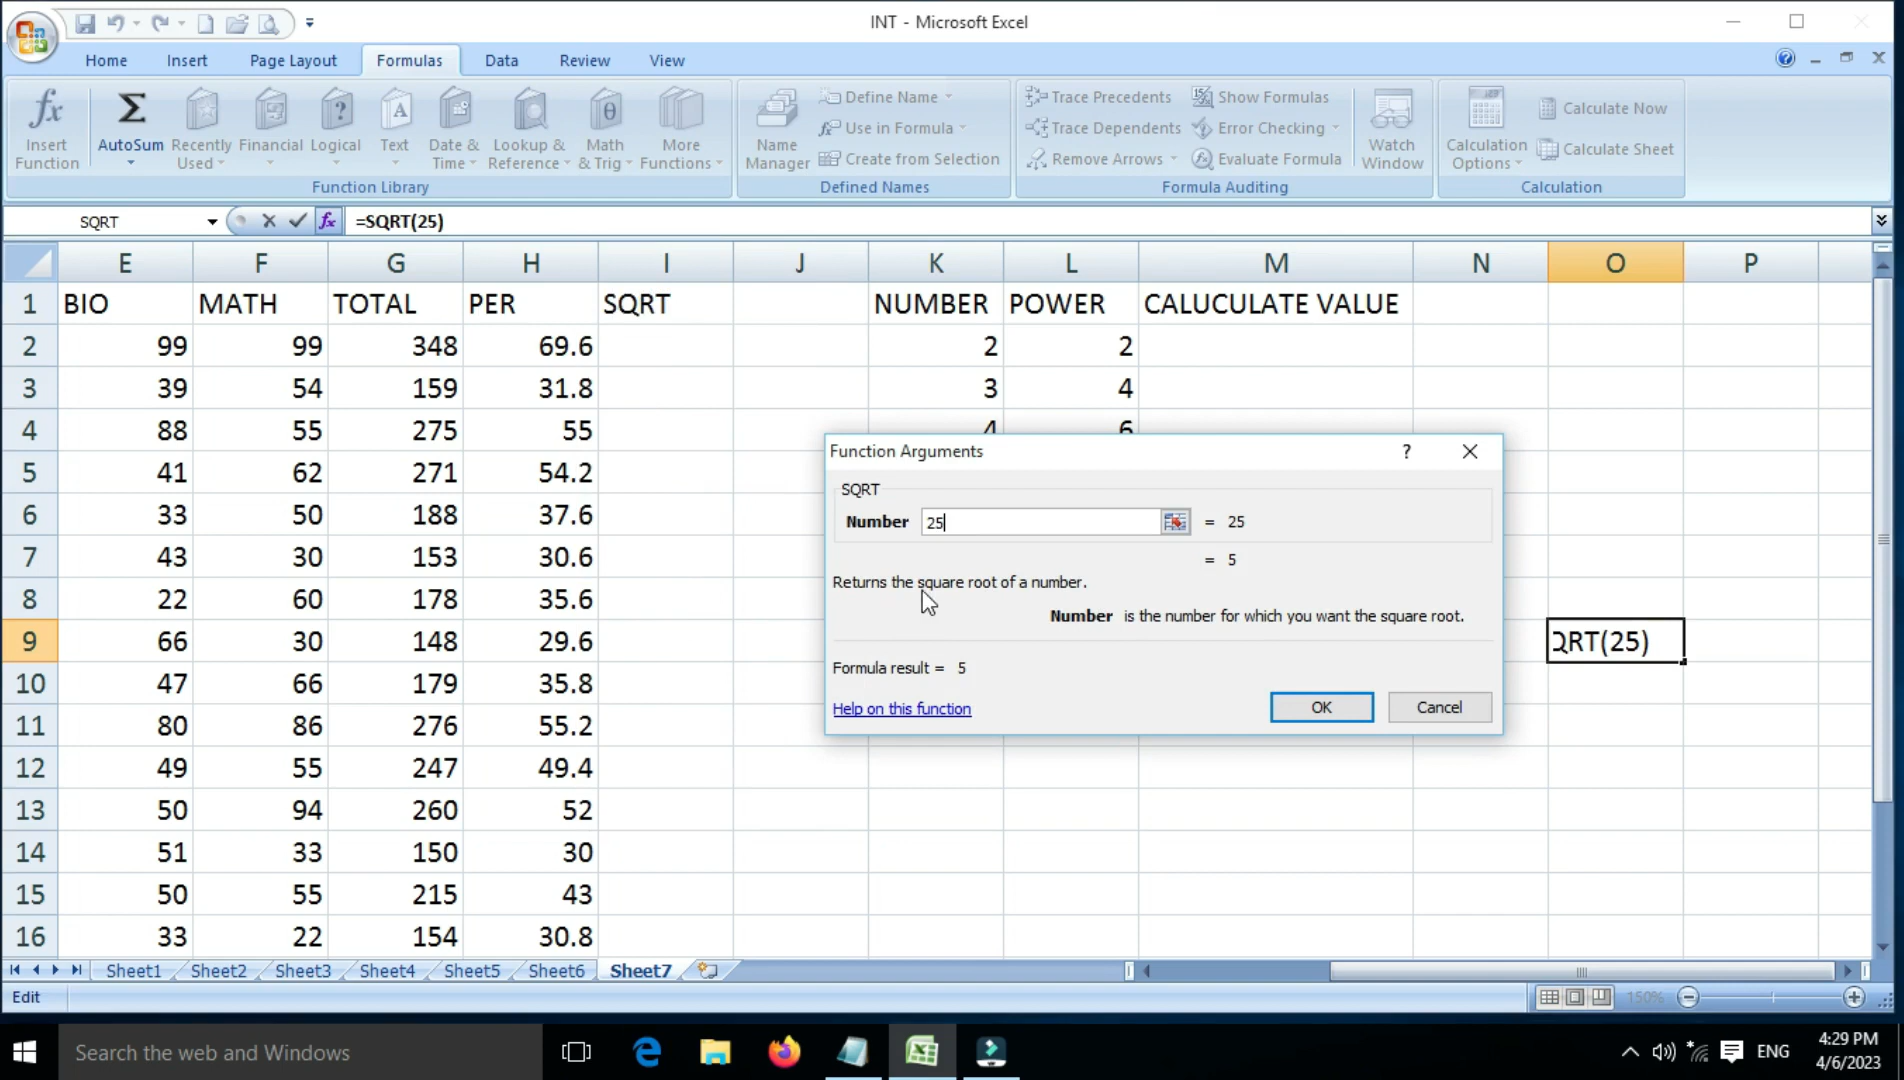 INT - Microsoft Excel
Home Insert Page Layout Formulas Data Review View
Insert Function AutoSum Recently Used Financial Logical Text Date & Time Lookup & Reference Math & Trig More Functions
Name Manager
Define Name
Use in Formula
Create from Selection
Trace Precedents
Trace Dependents
Remove Arrows
Show Formulas
Error Checking
Evaluate Formula
Watch Window
Calculation Options
Calculate Now
Calculate Sheet
Function Library Defined Names Formula Auditing Calculation
SQRT fx =SQRT(25)
E F G H I J K L M N O P
1 BIO MATH TOTAL PER SQRT NUMBER POWER CALUCULATE VALUE
2 99 99 348 69.6 2 2
3 39 54 159 31.8 3 4
4 88 55 275 55 4 6
5 41 62 271 54.2
6 33 50 188 37.6
7 43 30 153 30.6
8 22 60 178 35.6
9 66 30 148 29.6 QRT(25)
10 47 66 179 35.8
11 80 86 276 55.2
12 49 55 247 49.4
13 50 94 260 52
14 51 33 150 30
15 50 55 215 43
16 33 22 154 30.8
Function Arguments ?
SQRT
Number 25 = 25
= 5
Returns the square root of a number.
Number is the number for which you want the square root.
Formula result = 5
Help on this function OK Cancel
Sheet1 Sheet2 Sheet3 Sheet4 Sheet5 Sheet6 Sheet7
Edit 150%
Search the web and Windows ENG 4:29 PM
4/6/2023